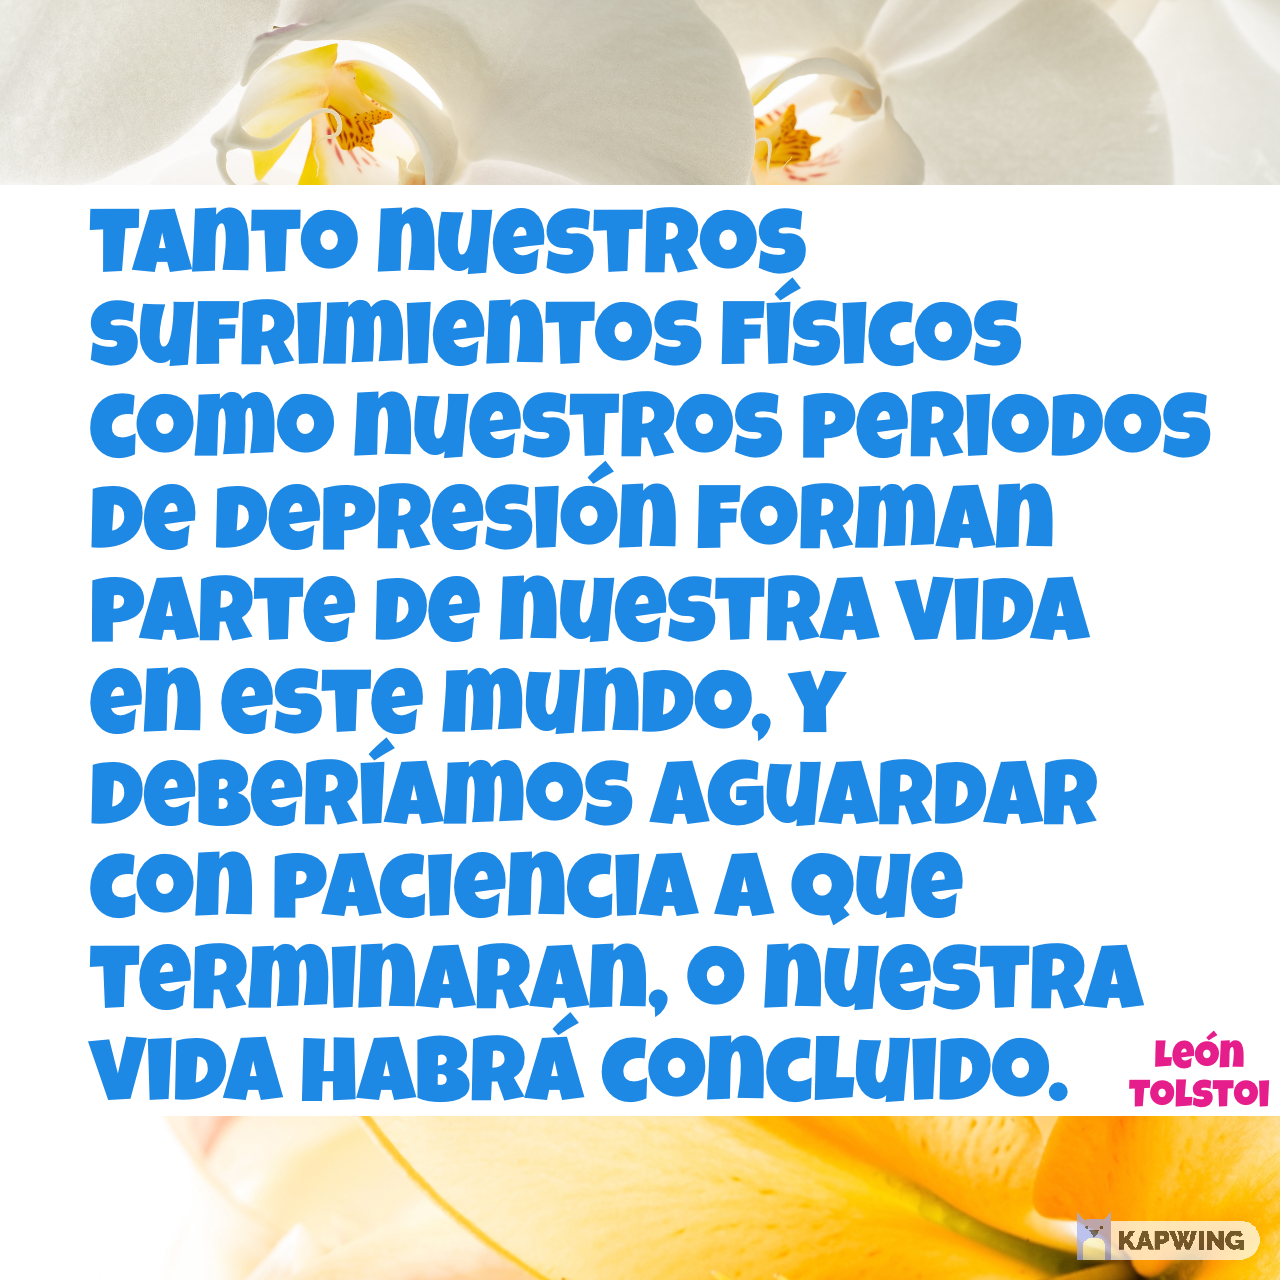 Tanto nuestros
sufrimientos físicos
como nuestros periodos
de depresión forman
parte de nuestra vida
en este mundo, y
deberíamos aguardar
con paciencia a que
terminaran, o nuestra
vida habrá concluido.
León
Tolstoi
KAPWING